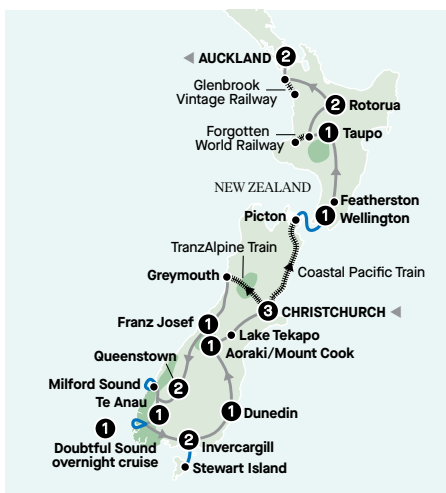 AUCKLAND 2
Glenbrook
Vintage Railway
2 Rotorua
Forgotten
World Railway
1 Taupo
NEW ZEALAND
Featherston
1 Wellington
Picton
TranzAlpine Train
Greymouth
Coastal Pacific Train
3 CHRISTCHURCH
Franz Josef 1
Lake Tekapo
1 Aoraki/Mount Cook
Queenstown
2
Milford Sound
Te Anau
1
1 Dunedin
1
Doubtful Sound
overnight cruise
2 Invercargill
Stewart Island